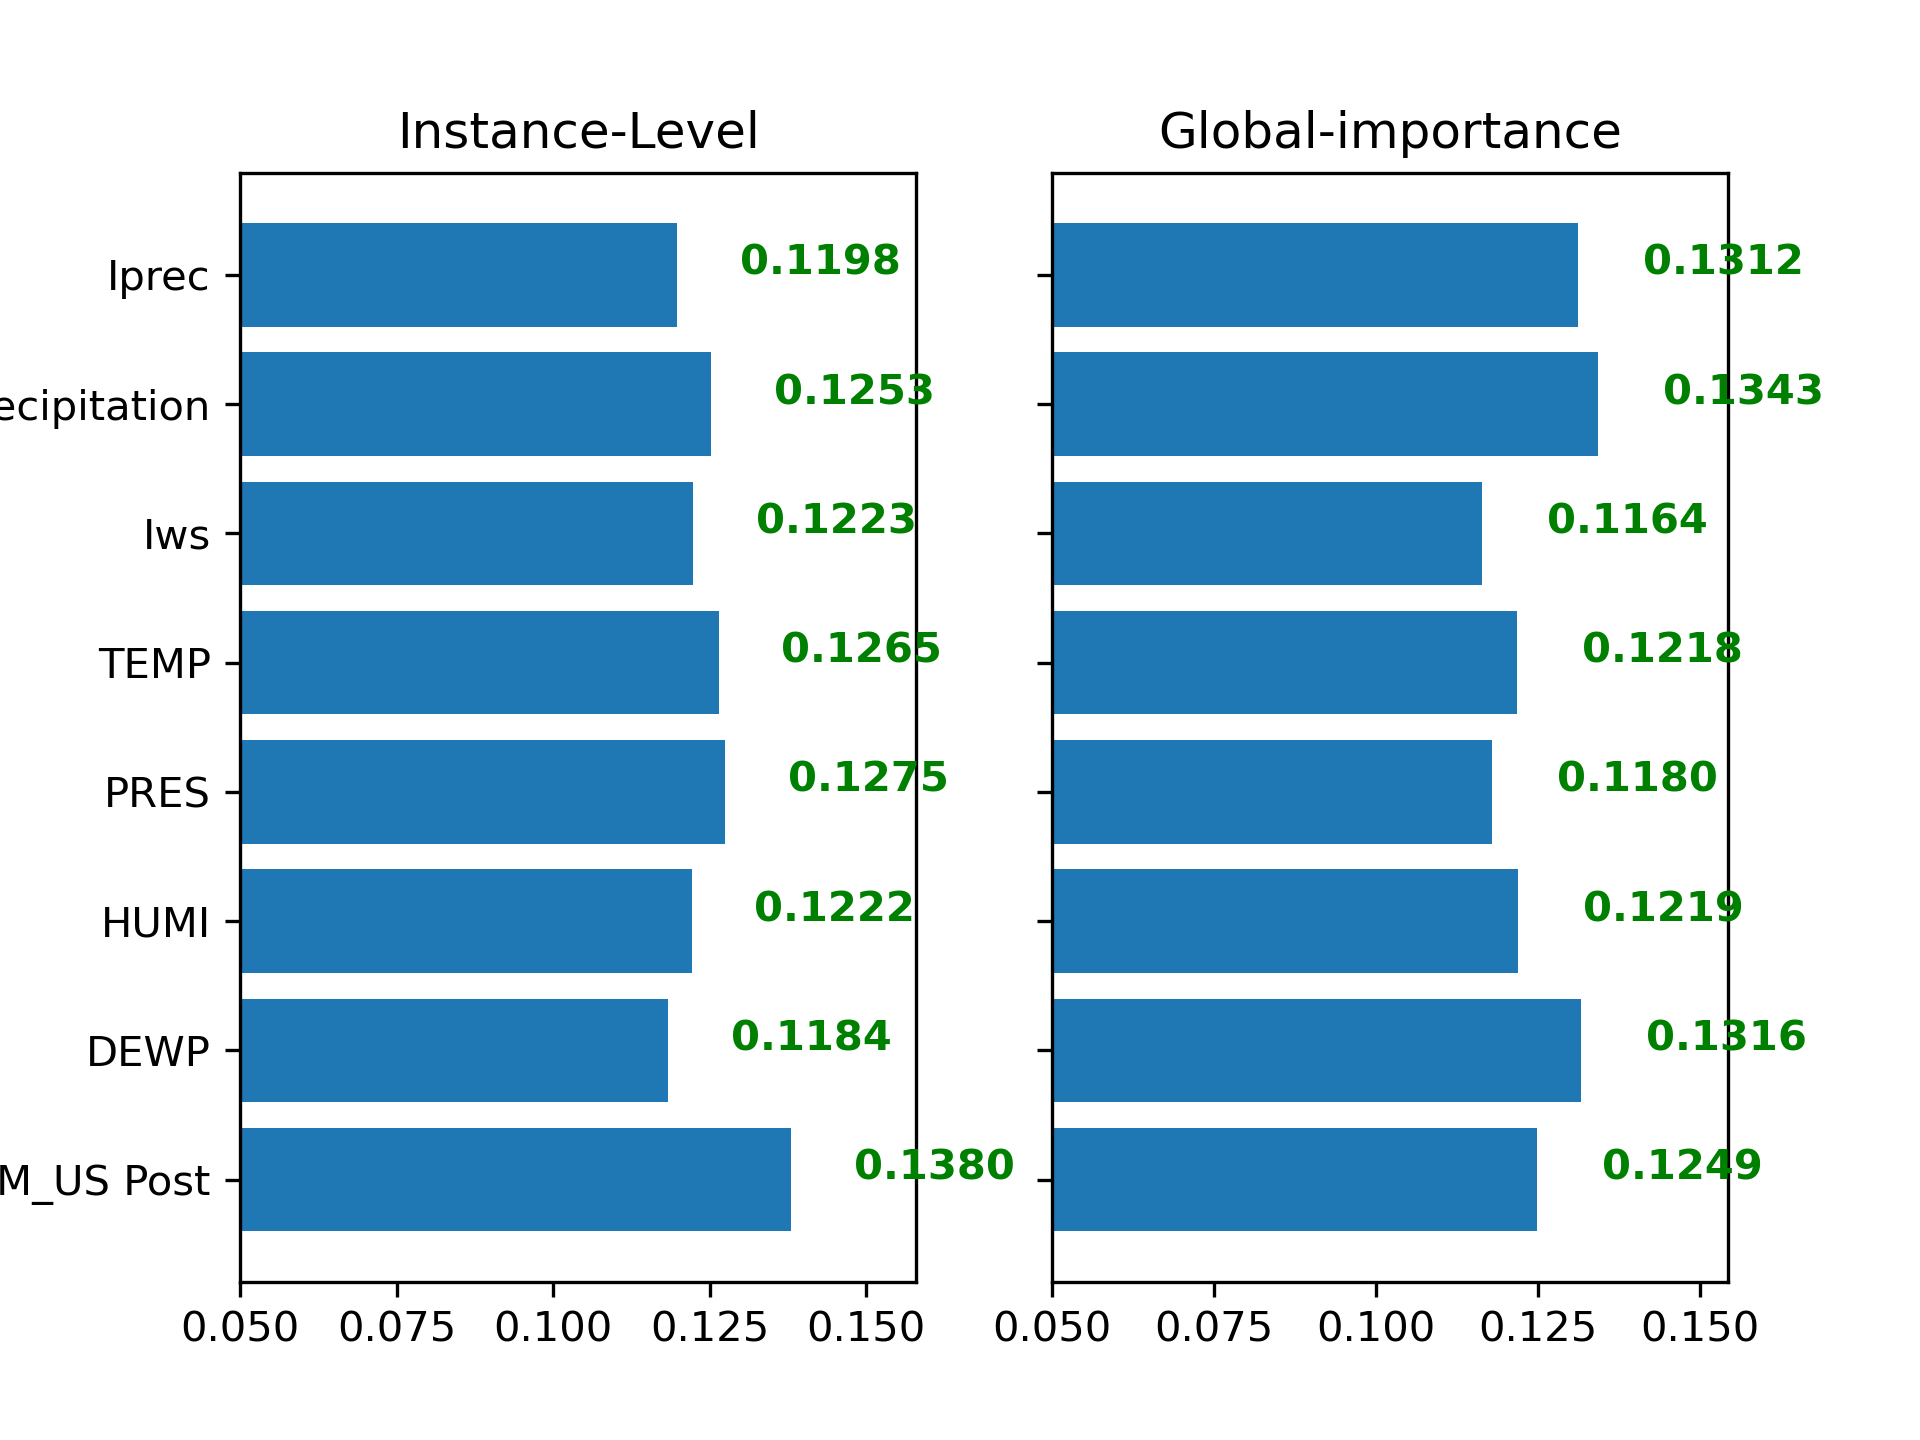 Instance-Level Global-importance
Iprec 0.1198 0.1312
ecipitation 0.1253 0.1343
Iws 0.1223 0.1164
TEMP 0.1265 0.1218
PRES 0.1275 0.1180
HUMI 0.1222 0.1219
DEWP 0.1184 0.1316
M_US Post 0.1380 0.1249
0.050 0.075 0.100 0.125 0.150 0.050 0.075 0.100 0.125 0.150